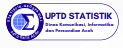 UPTD STATISTIK
Dinas Komunikasi, Informatika
dan Persandian Aceh